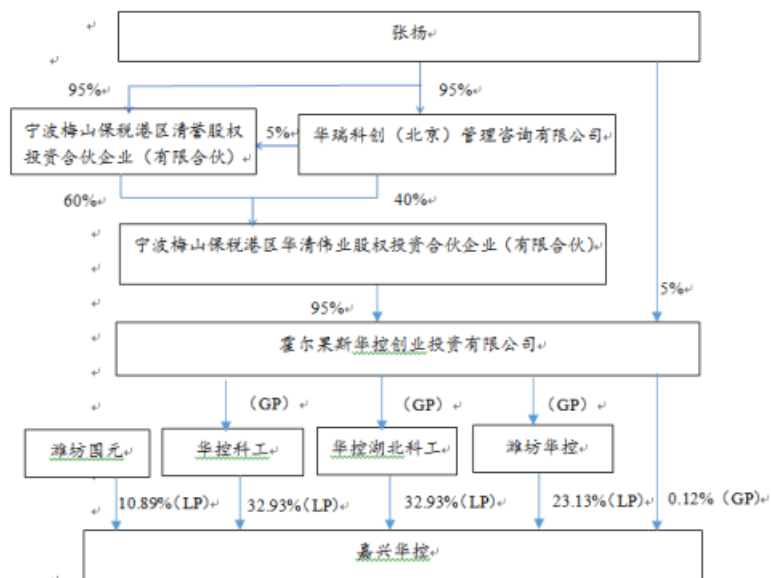 张扬
95%
95%
宁波梅山保税港区清誉股权
投资合伙企业（有限合伙）
5%
华瑞科创（北京）管理咨询有限公司
60%
40%
宁波梅山保税港区华清伟业股权投资合伙企业（有限合伙）
95%
5%
霍尔果斯华控创业投资有限公司
（GP）
（GP）
（GP）
潍坊国元
华控科工
华控湖北科工
潍坊华控
10.89%(LP)
32.93%(LP)
32.93%(LP)
23.13%(LP)
0.12%(GP)
嘉兴华控